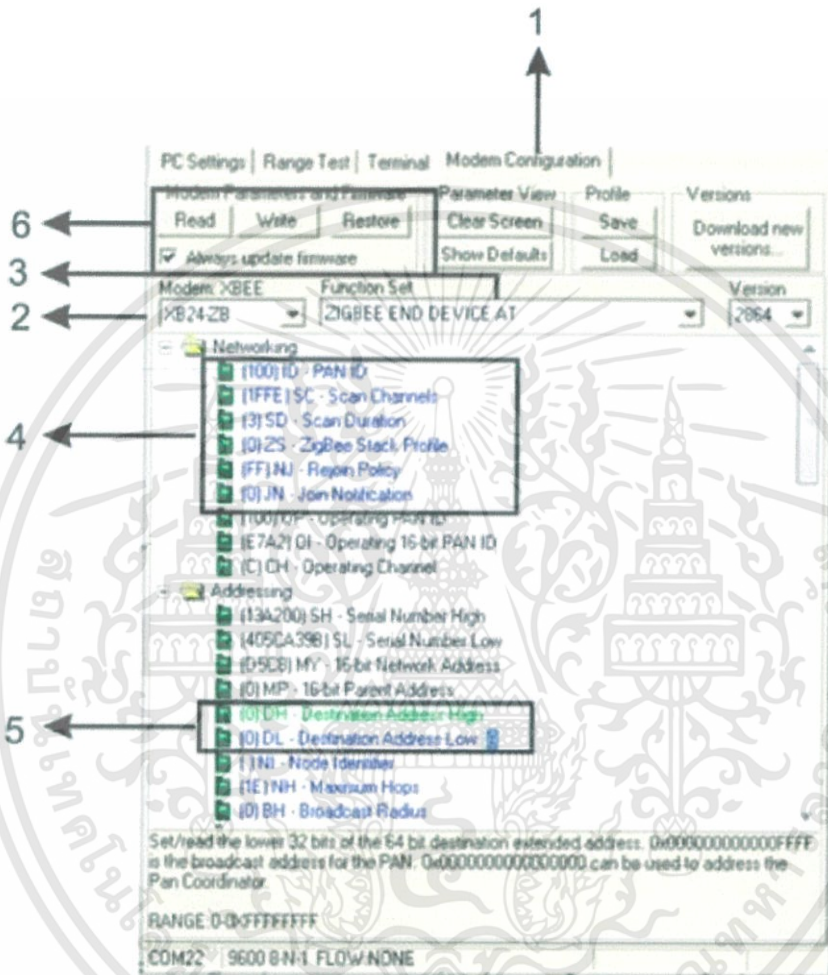 1
PC Settings | Range Test | Terminal Modem Configuration
Modem Parameters and Firmware Parameter View Profile Versions
6 Read Write Restore Clear Screen Save Download new versions...
Always update firmware Show Defaults Load
3 Modem: XBEE Function Set Version
2 XB24-ZB ZIGBEE END DEVICE AT 2864
Networking
(100) ID - PAN ID
(1FFE) SC - Scan Channels
(3) SD - Scan Duration
4 (0) ZS - ZigBee Stack Profile
(FF) NJ - Rejoin Policy
(0) JN - Join Notification
(100) OP - Operating PAN ID
(E7A2) OI - Operating 16-bit PAN ID
(C) CH - Operating Channel
Addressing
(13A200) SH - Serial Number High
(405CA398) SL - Serial Number Low
(D5CB) MY - 16-bit Network Address
(0) MP - 16-bit Parent Address
5 (0) DH - Destination Address High
(0) DL - Destination Address Low
( ) NI - Node Identifier
(1E) NH - Maximum Hops
(0) BH - Broadcast Radius
Set/read the lower 32 bits of the 64 bit destination extended address. 0x000000000000FFFF
is the broadcast address for the PAN. 0x0000000000000000 can be used to address the
Pan Coordinator.
RANGE:0-0XFFFFFFFF
COM22 9600 8-N-1 FLOW:NONE